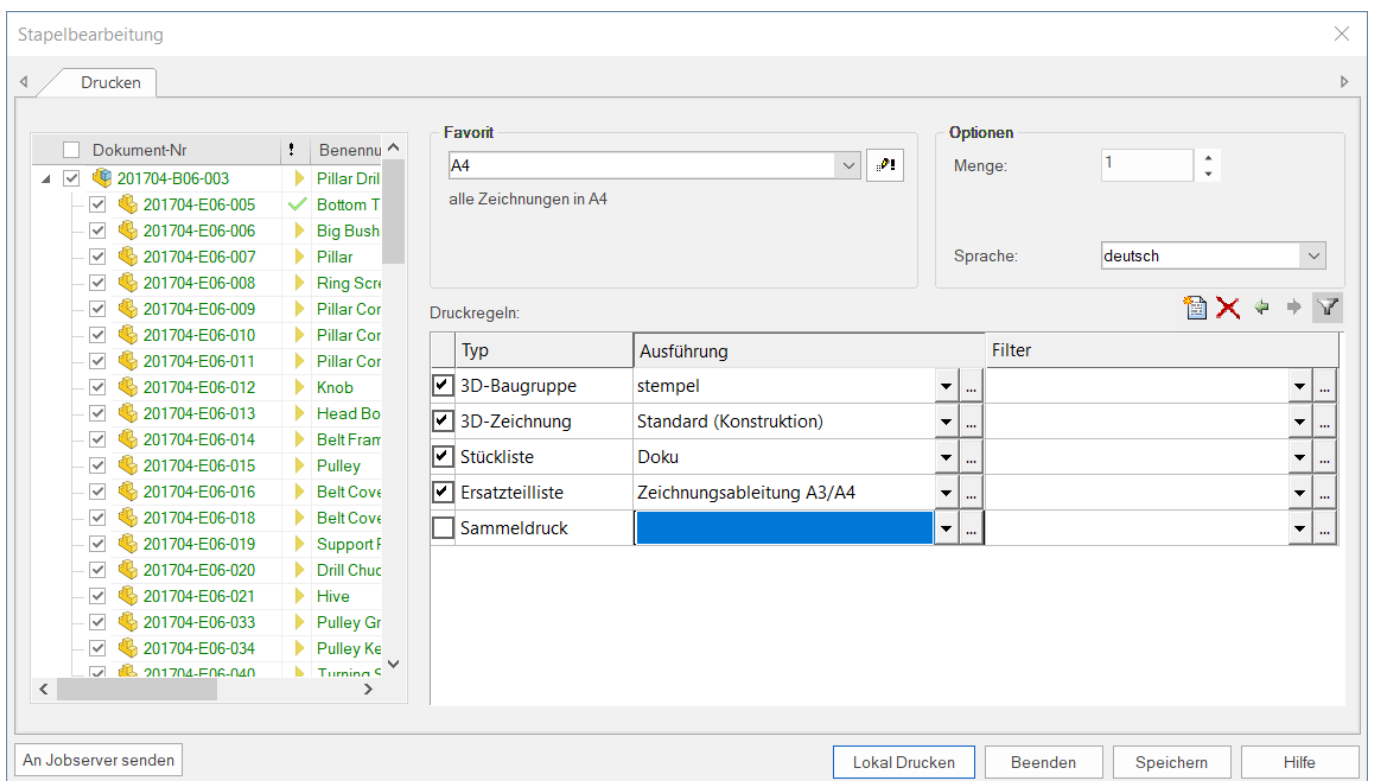 Stapelbearbeitung
Drucken
Dokument-Nr ! Benennu
201704-B06-003 Pillar Dril
201704-E06-005 Bottom T
201704-E06-006 Big Bush
201704-E06-007 Pillar
201704-E06-008 Ring Scre
201704-E06-009 Pillar Cor
201704-E06-010 Pillar Cor
201704-E06-011 Pillar Cor
201704-E06-012 Knob
201704-E06-013 Head Bo
201704-E06-014 Belt Fram
201704-E06-015 Pulley
201704-E06-016 Belt Cove
201704-E06-018 Belt Cove
201704-E06-019 Support F
201704-E06-020 Drill Chuc
201704-E06-021 Hive
201704-E06-033 Pulley Gr
201704-E06-034 Pulley Ke
201704-E06-040 Turning S
Favorit
A4
alle Zeichnungen in A4
Optionen
Menge: 1
Sprache: deutsch
Druckregeln:
Typ Ausführung Filter
3D-Baugruppe stempel ... ...
3D-Zeichnung Standard (Konstruktion) ... ...
Stückliste Doku ... ...
Ersatzteilliste Zeichnungsableitung A3/A4 ... ...
Sammeldruck ... ...
An Jobserver senden Lokal Drucken Beenden Speichern Hilfe